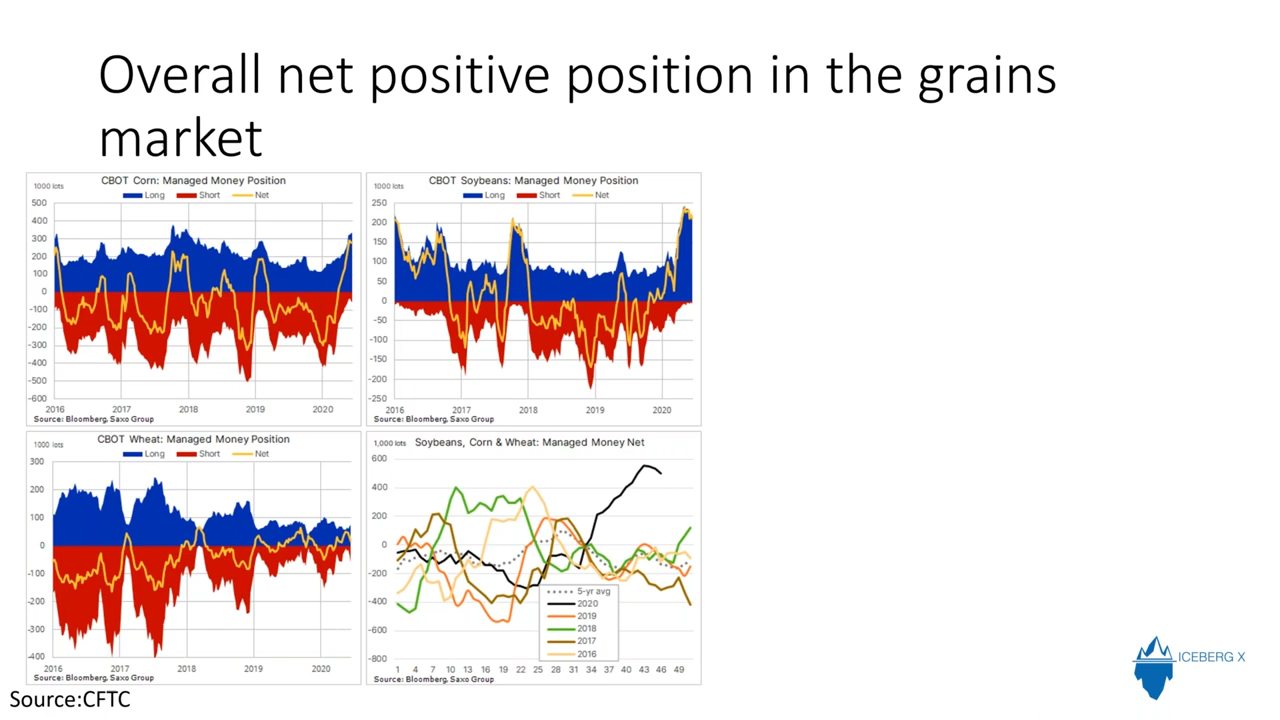 Overall net positive position in the grains
market
CBOT Corn: Managed Money Position
1000 lots
Long Short Net
500
400
300
200
100
0
-100
-200
-300
-400
-500
-600
2016 2017 2018 2019 2020
Source: Bloomberg, Saxo Group
CBOT Soybeans: Managed Money Position
1000 lots
Long Short Net
250
200
150
100
50
0
-50
-100
-150
-200
-250
2016 2017 2018 2019 2020
Source: Bloomberg, Saxo Group
CBOT Wheat: Managed Money Position
1000 lots
Long Short Net
300
200
100
0
-100
-200
-300
-400
2016 2017 2018 2019 2020
Source: Bloomberg, Saxo Group
Soybeans, Corn & Wheat: Managed Money Net
1,000 lots
600
400
200
0
-200
-400
-600
-800
5-yr avg
2020
2019
2018
2017
2016
1 4 7 10 13 16 19 22 25 28 31 34 37 40 43 46 49
Source: Bloomberg, Saxo Group
Source:CFTC
ICEBERG X